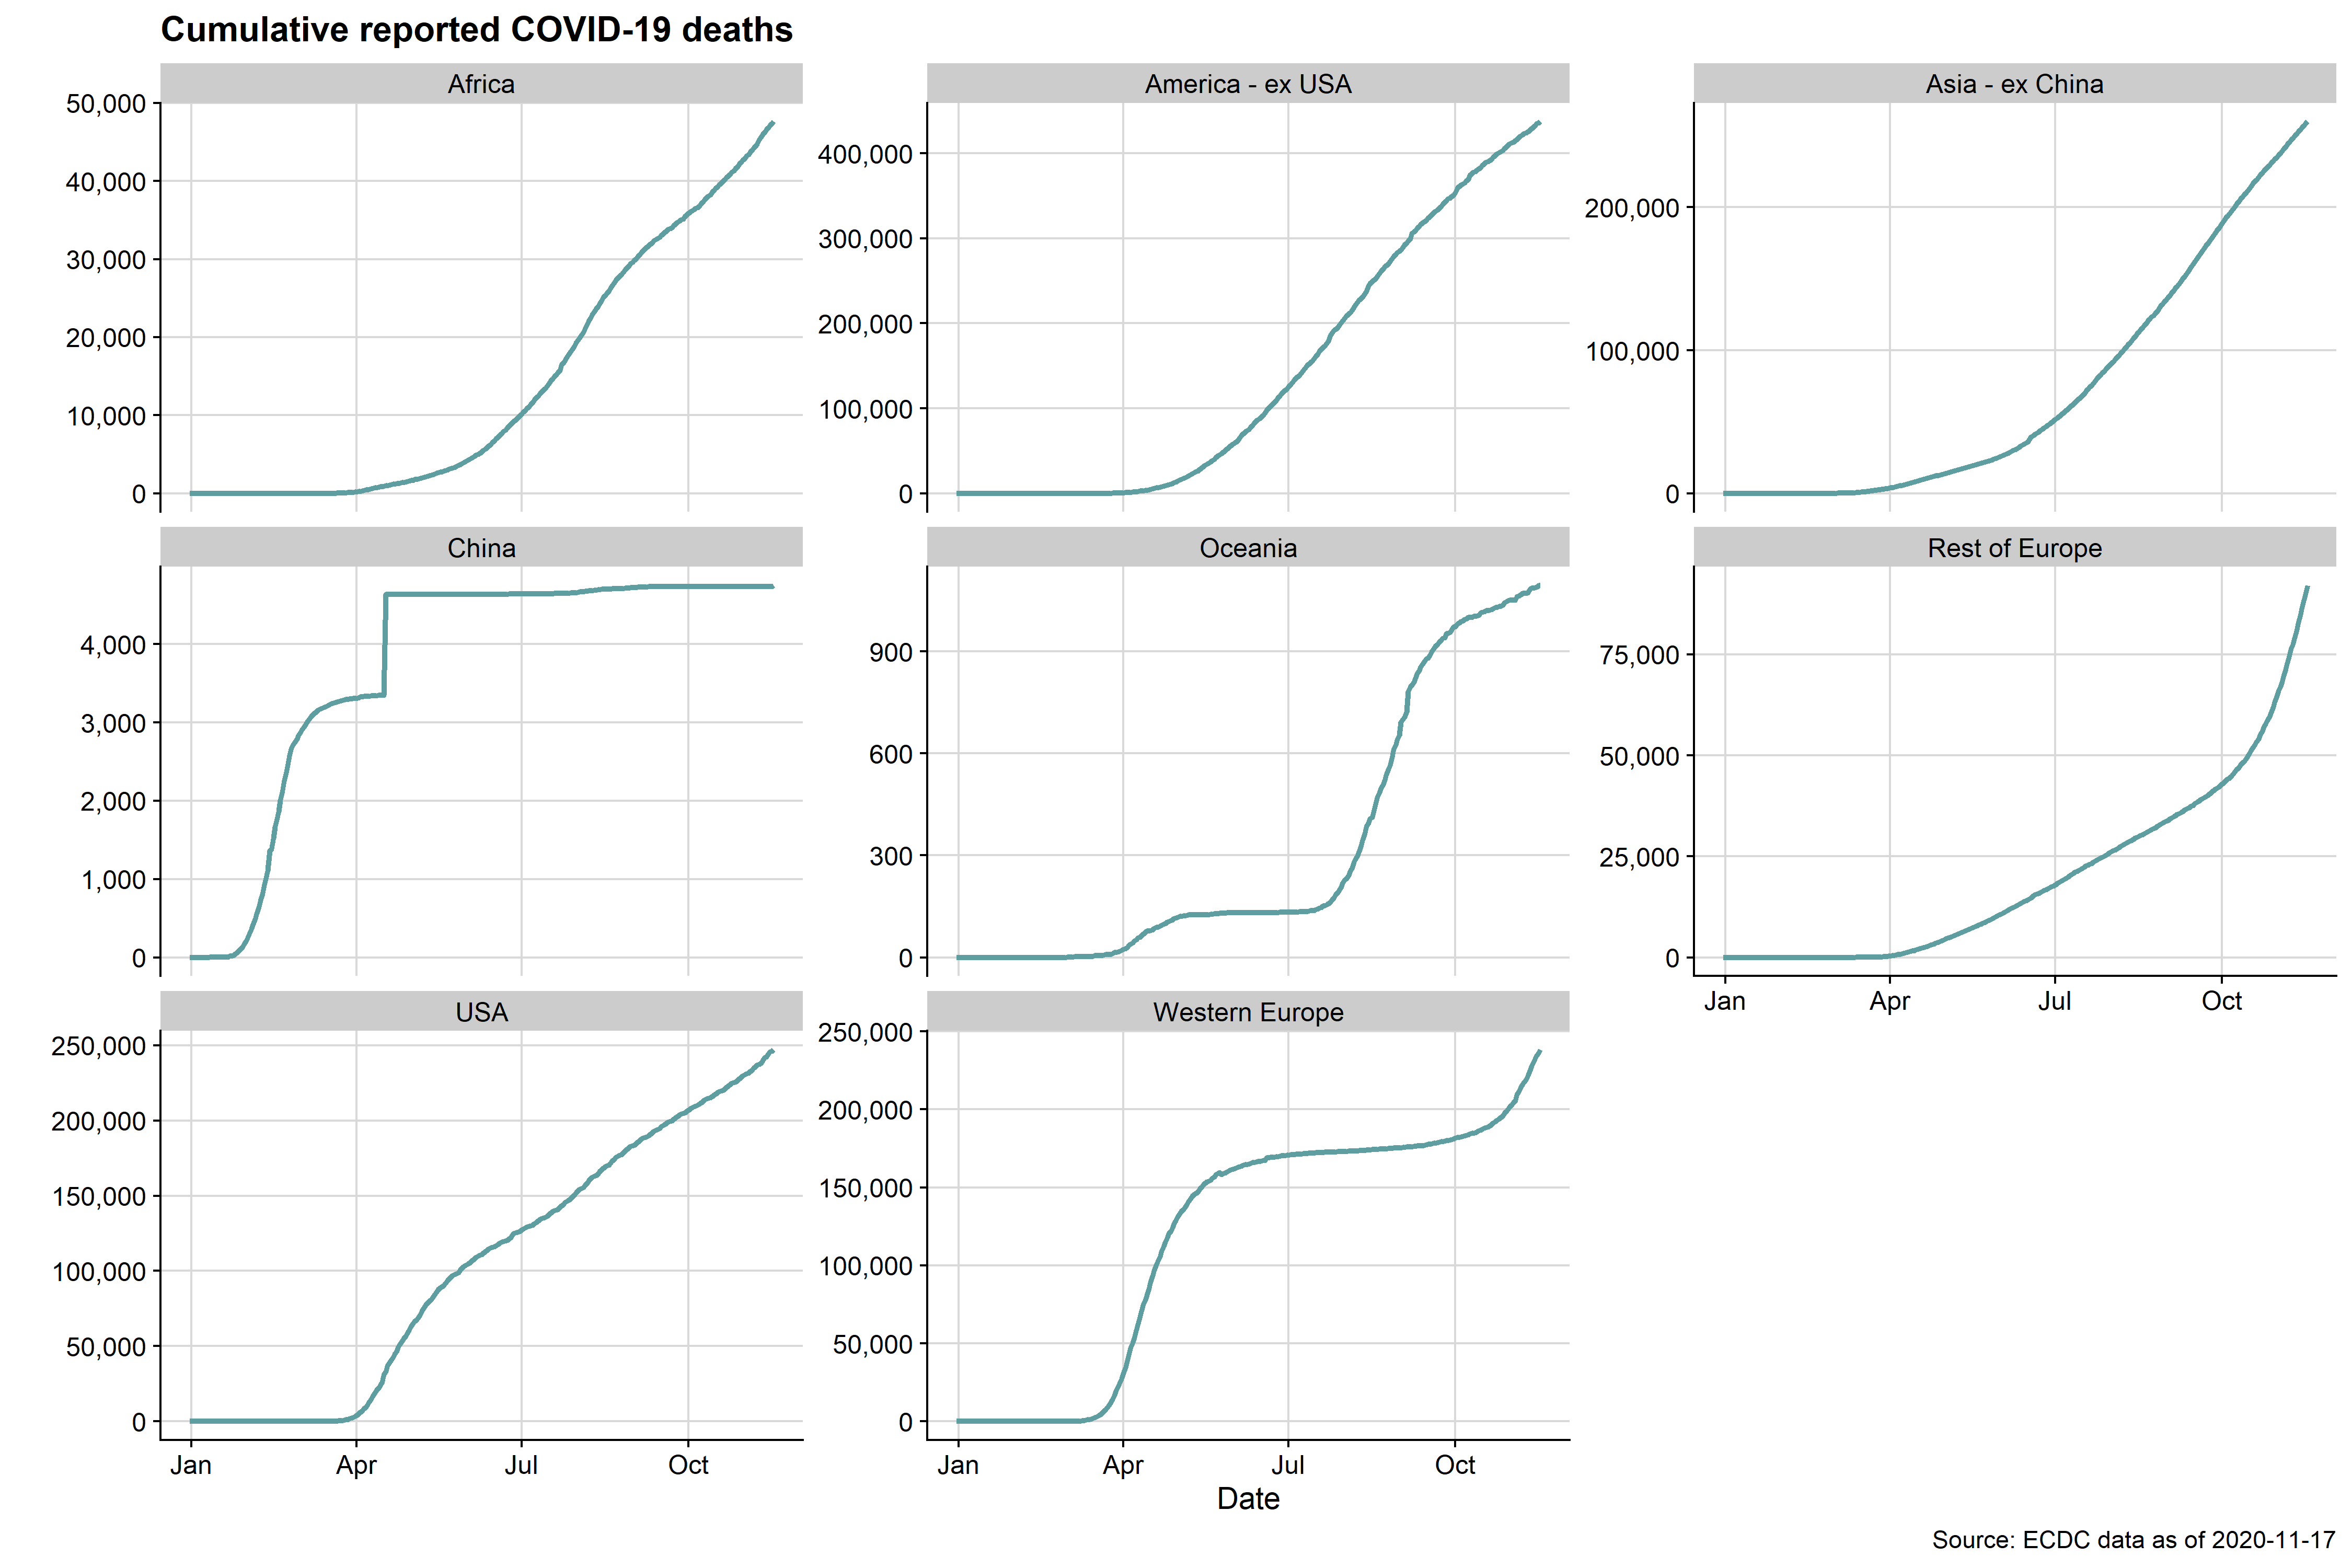 Cumulative reported COVID-19 deaths
Africa
50,000
40,000
30,000
20,000
10,000
0
America - ex USA
400,000
300,000
200,000
100,000
0
Asia - ex China
200,000
100,000
0
China
4,000
3,000
2,000
1,000
0
Oceania
900
600
300
0
Rest of Europe
75,000
50,000
25,000
0
Jan Apr Jul Oct
USA
250,000
200,000
150,000
100,000
50,000
0
Jan Apr Jul Oct
Western Europe
250,000
200,000
150,000
100,000
50,000
0
Jan Apr Jul Oct
Date
Source: ECDC data as of 2020-11-17